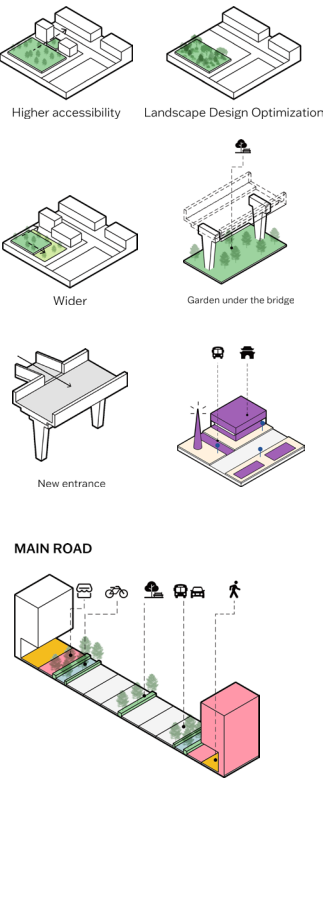 Higher accessibility
Landscape Design Optimization
Wider
Garden under the bridge
New entrance
MAIN ROAD